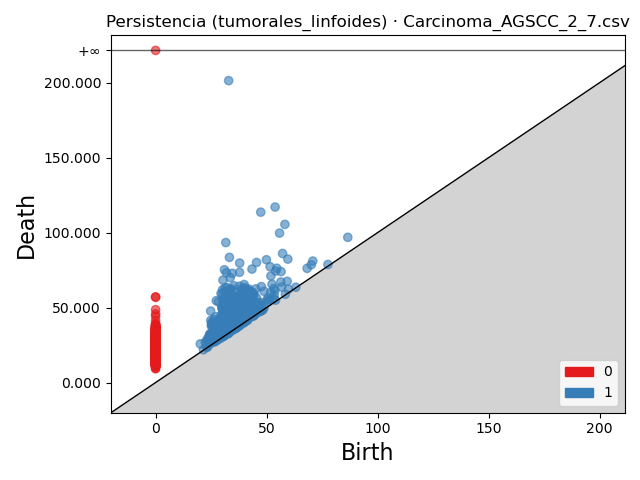 Persistencia (tumorales_linfoides) · Carcinoma_AGSCC_2_7.csv
+∞
200.000
150.000
100.000
50.000
0.000
Death
0
1
0 50 100 150 200
Birth